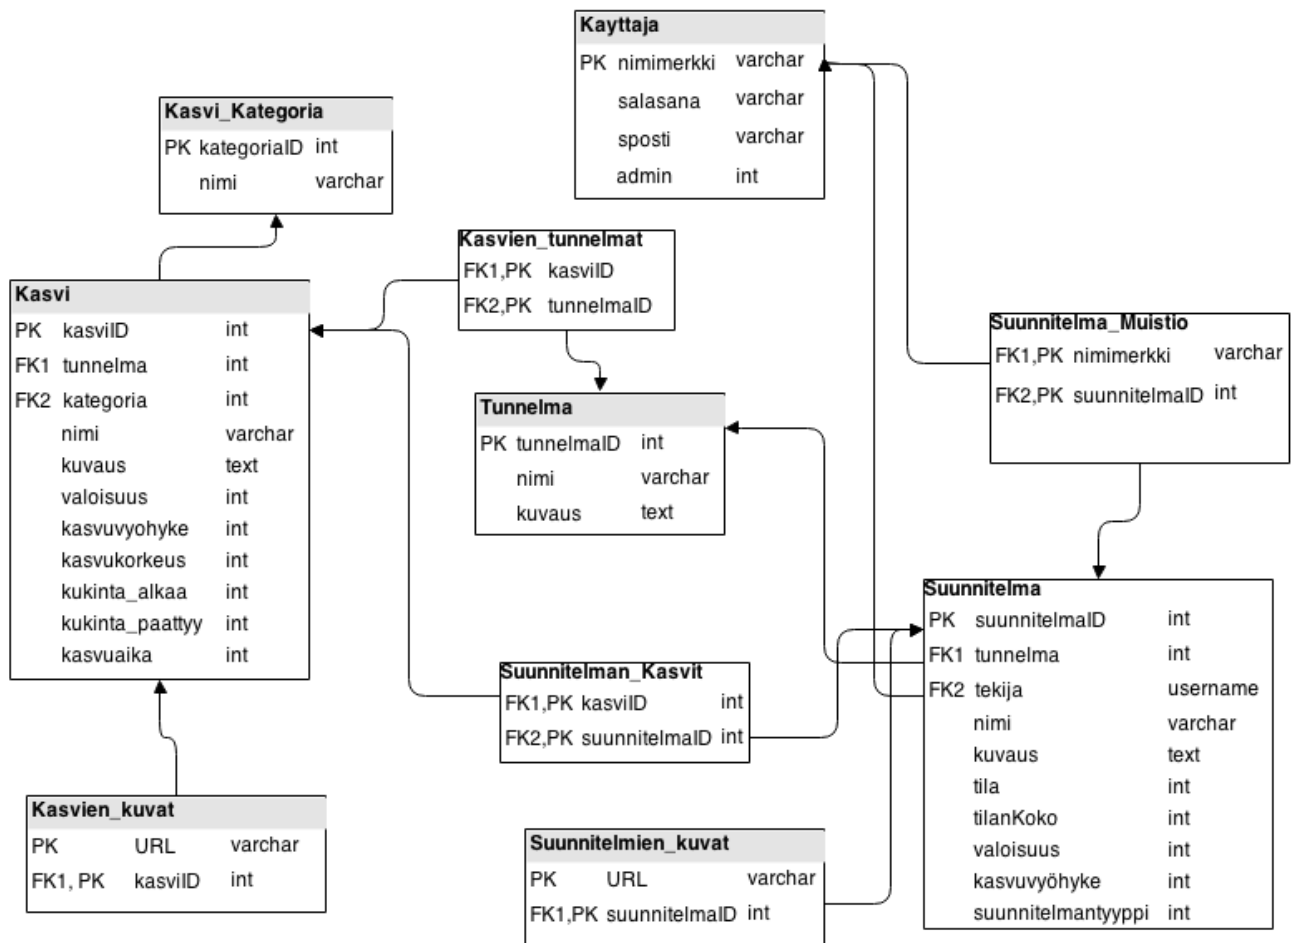 Kayttaja
PK nimimerkki varchar
salasana varchar
sposti varchar
admin int
Kasvi_Kategoria
PK kategoriaID int
nimi varchar
Kasvien_tunnelmat
FK1,PK kasviID
FK2,PK tunnelmaID
Kasvi
PK kasviID int
FK1 tunnelma int
FK2 kategoria int
nimi varchar
kuvaus text
valoisuus int
kasvuvyohyke int
kasvukorkeus int
kukinta_alkaa int
kukinta_paattyy int
kasvuaika int
Suunnitelma_Muistio
FK1,PK nimimerkki varchar
FK2,PK suunnitelmaID int
Tunnelma
PK tunnelmaID int
nimi varchar
kuvaus text
Suunnitelma
PK suunnitelmaID int
FK1 tunnelma int
FK2 tekija username
nimi varchar
kuvaus text
tila int
tilanKoko int
valoisuus int
kasvuvyöhyke int
suunnitelmantyyppi int
Suunnitelman_Kasvit
FK1,PK kasviID int
FK2,PK suunnitelmaID int
Kasvien_kuvat
PK URL varchar
FK1, PK kasviID int
Suunnitelmien_kuvat
PK URL varchar
FK1,PK suunnitelmaID int